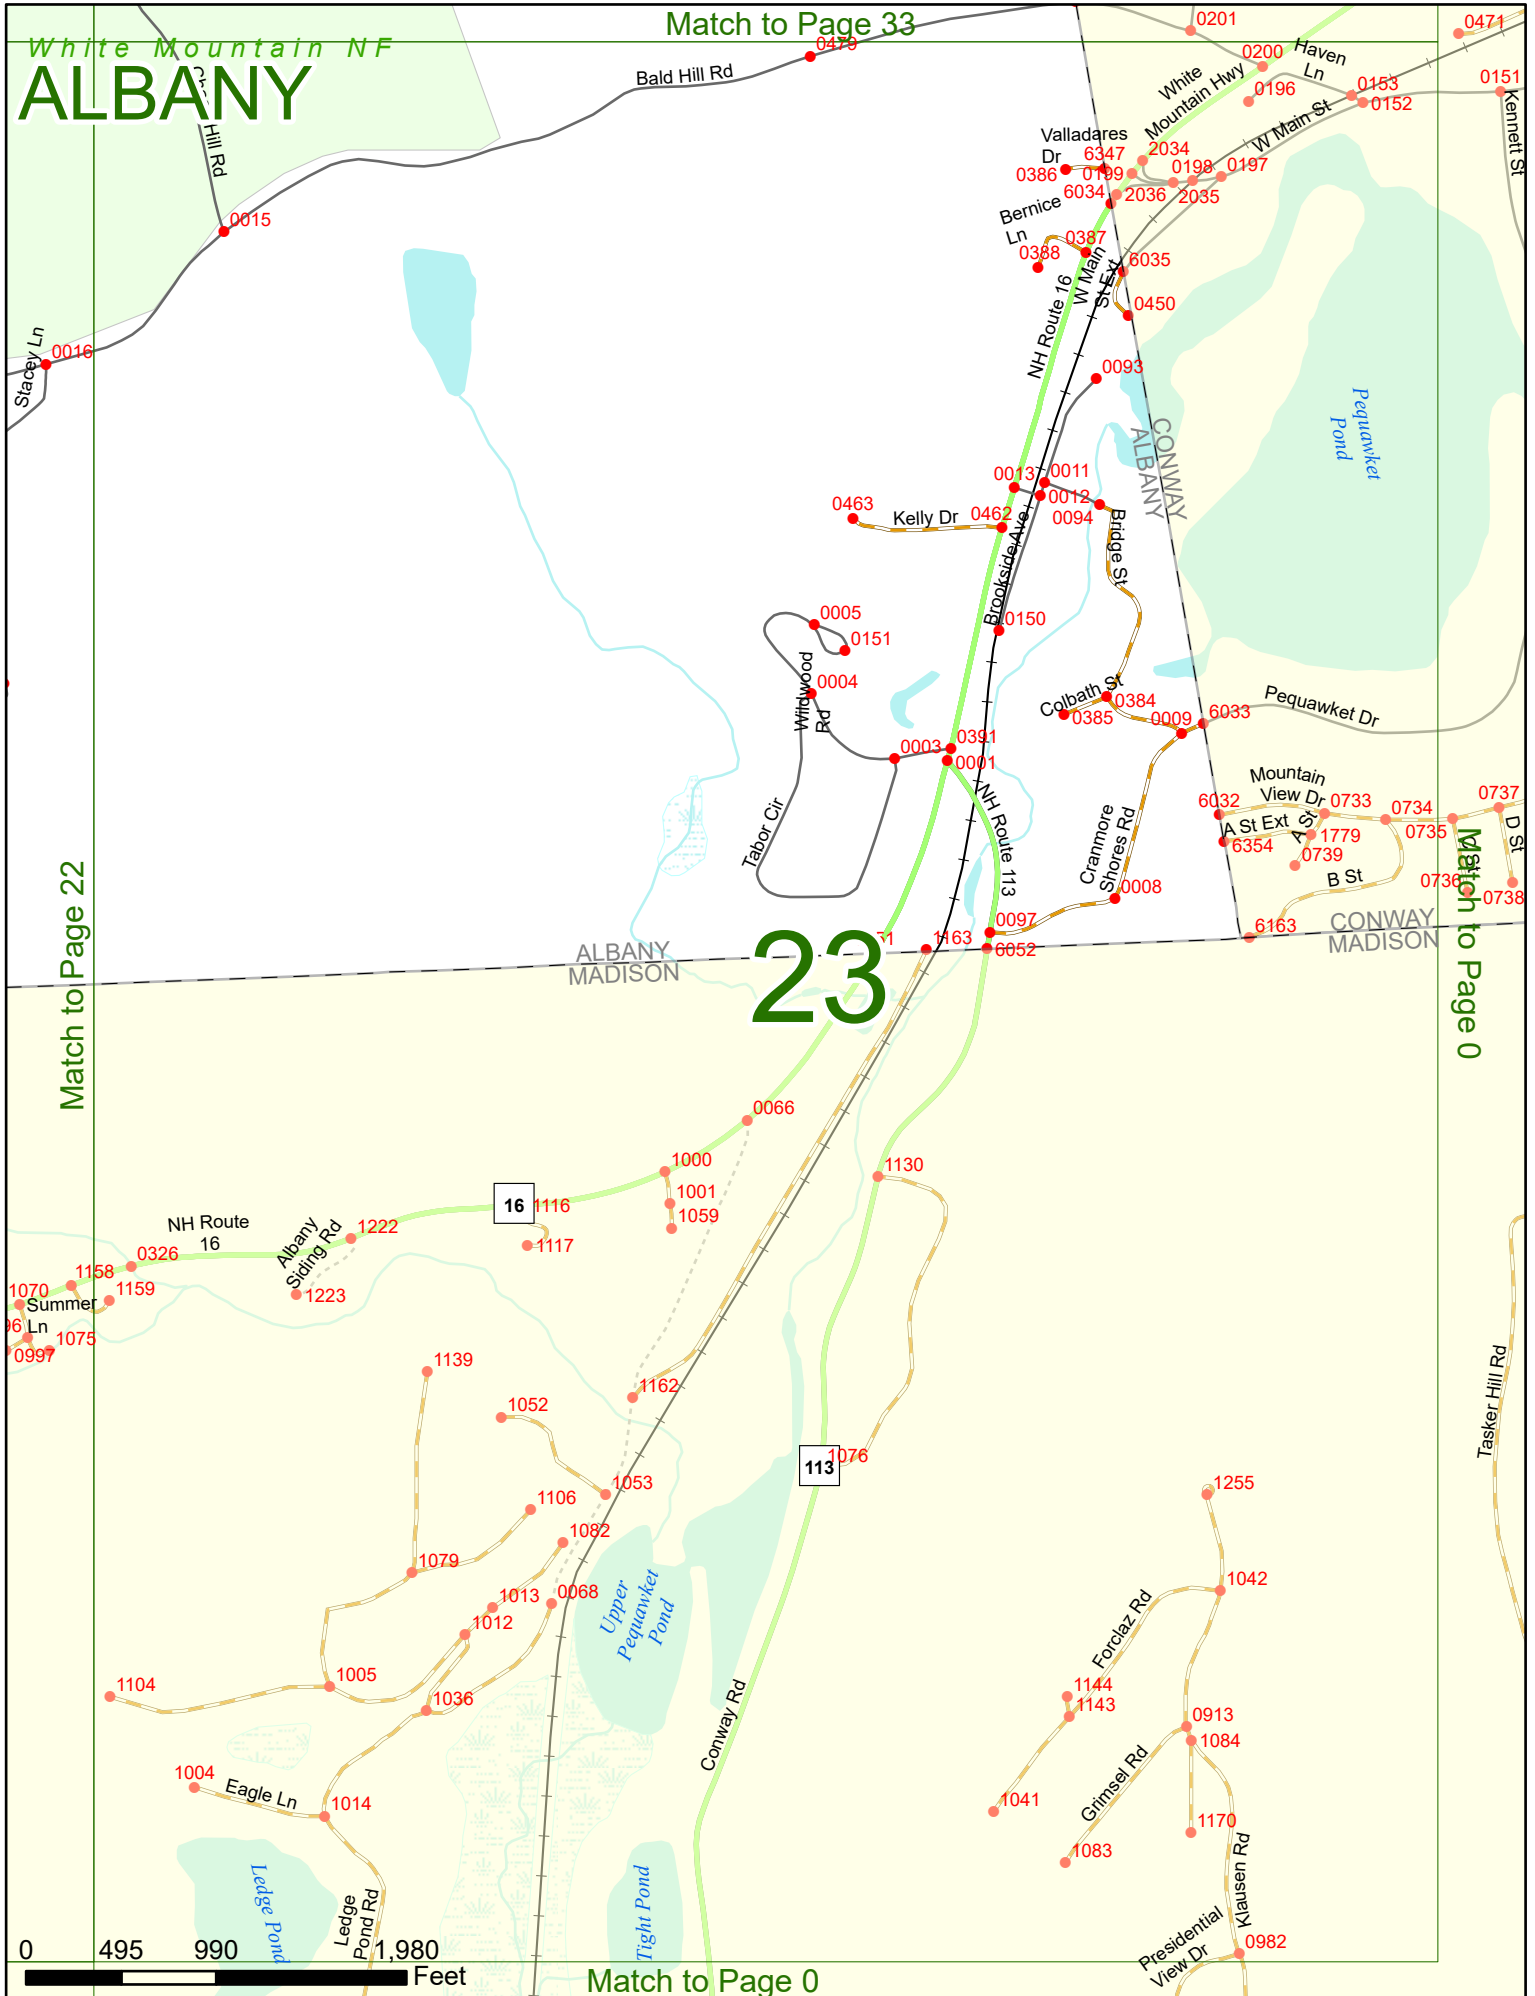 Match to Page 33
White Mountain NF
ALBANY
0479
Bald Hill Rd
Hill Rd
0201
0471
0200
Haven
Ln
White
Mountain Hwy
0196
0153
0152
0151
W Main St
Kennett St
Valladares
Dr
6347
2034
0386
0199
0198
0197
6034
2036
2035
0015
Bernice
Ln
0387
0388
W Main
St Ext
6035
NH Route 16
0450
0016
Stacey Ln
0093
Pequawket
Pond
CONWAY
ALBANY
0013
0011
0012
0463
Kelly Dr
0462
0094
Brookside Ave
Bridge St
0005
0151
0150
0004
Wildwood
Rd
Colbath St
0384
0385
0009
6033
Pequawket Dr
0003
0391
0001
NH Route 113
Mountain
View Dr
6032
0733
0734
0737
A St Ext
A St
1779
0735
D St
6354
0739
C St
Tabor Cir
Cranmore
Shores Rd
B St
0736
0738
0008
Match to Page 22
Match to Page 0
0097
1163
6052
6163
CONWAY
MADISON
ALBANY
MADISON
23
0066
1000
1130
1001
16
1116
1059
NH Route
16
Albany
Siding Rd
1222
1117
0326
1158
1159
1223
1070
Summer
Ln
96
1075
0997
1139
1162
1052
Tasker Hill Rd
1076
113
1053
1255
1106
1082
1079
1042
1013
0068
1012
Upper
Pequawket
Pond
Forclaz Rd
1005
1104
1144
1143
1036
Conway Rd
0913
1084
1004
Eagle Ln
1014
1041
Grimsel Rd
1170
1083
Klausen Rd
Ledge Pond
Ledge
Pond Rd
Tight Pond
Presidential
View Dr
0982
0 495 990 1,980
Feet
Match to Page 0